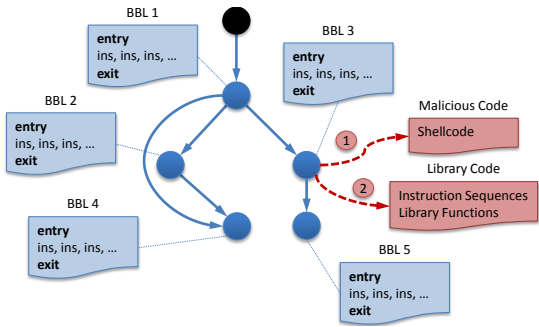 BBL 1
entry
ins, ins, ins, ...
exit
BBL 3
entry
ins, ins, ins, ...
exit
BBL 2
entry
ins, ins, ins, ...
exit
Malicious Code
Shellcode
1
Library Code
Instruction Sequences
Library Functions
2
BBL 4
entry
ins, ins, ins, ...
exit
BBL 5
entry
ins, ins, ins, ...
exit